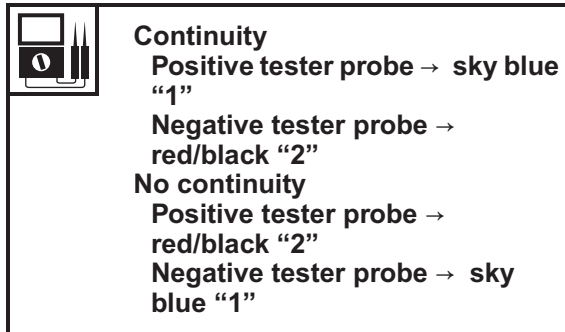 Continuity
Positive tester probe → sky blue
“1”
Negative tester probe →
red/black “2”
No continuity
Positive tester probe →
red/black “2”
Negative tester probe → sky
blue “1”